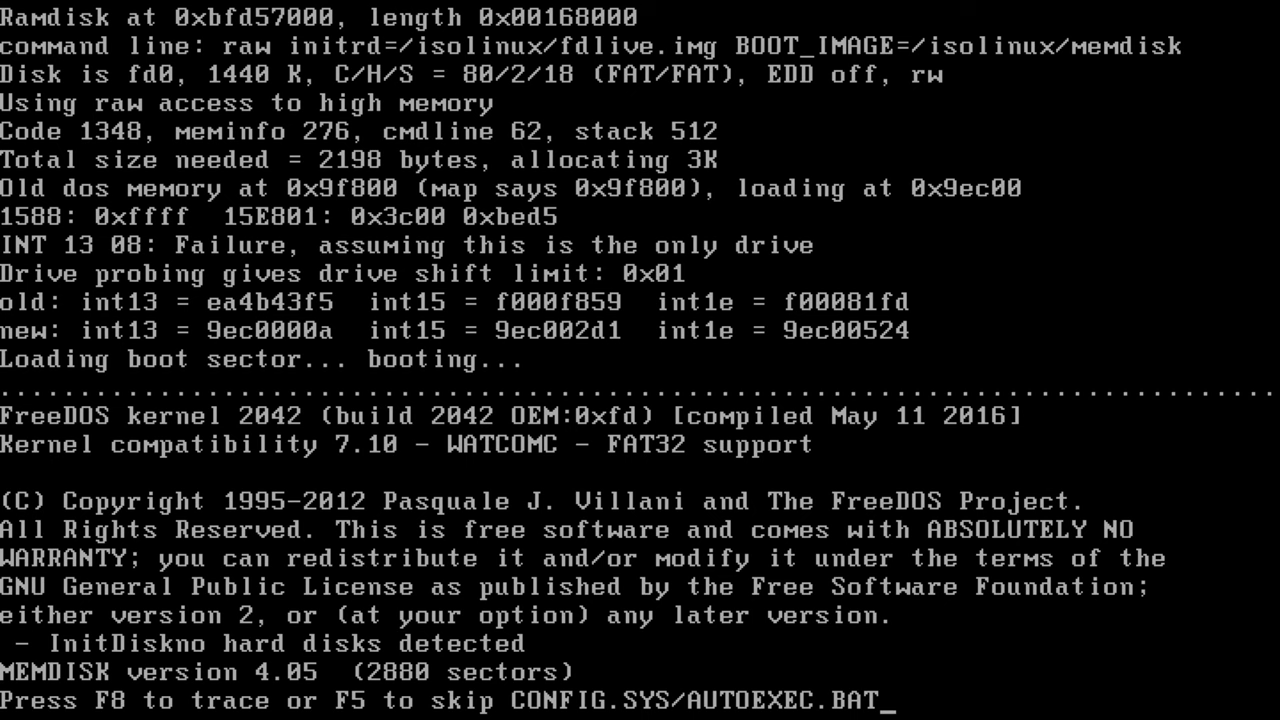 Ramdisk at 0xbfd57000, length 0x00168000
command line: raw initrd=/isolinux/fdlive.img BOOT_IMAGE=/isolinux/memdisk
Disk is fd0, 1440 K, C/H/S = 80/2/18 (FAT/FAT), EDD off, rw
Using raw access to high memory
Code 1348, meminfo 276, cmdline 62, stack 512
Total size needed = 2198 bytes, allocating 3K
Old dos memory at 0x9f800 (map says 0x9f800), loading at 0x9ec00
1588: 0xffff  15E801: 0x3c00 0xbed5
INT 13 08: Failure, assuming this is the only drive
Drive probing gives drive shift limit: 0x01
old: int13 = ea4b43f5  int15 = f000f859  int1e = f00081fd
new: int13 = 9ec0000a  int15 = 9ec002d1  int1e = 9ec00524
Loading boot sector... booting...
................................................................................
FreeDOS kernel 2042 (build 2042 OEM:0xfd) [compiled May 11 2016]
Kernel compatibility 7.10 - WATCOMC - FAT32 support
(C) Copyright 1995-2012 Pasquale J. Villani and The FreeDOS Project.
All Rights Reserved. This is free software and comes with ABSOLUTELY NO
WARRANTY; you can redistribute it and/or modify it under the terms of the
GNU General Public License as published by the Free Software Foundation;
either version 2, or (at your option) any later version.
 - InitDiskno hard disks detected
MEMDISK version 4.05  (2880 sectors)
Press F8 to trace or F5 to skip CONFIG.SYS/AUTOEXEC.BAT_